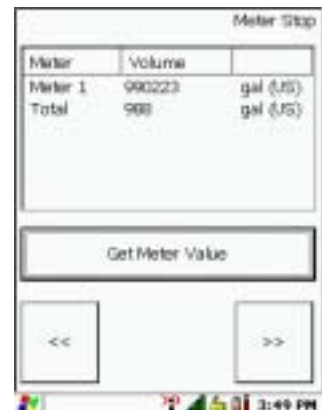 Meter Stop
Meter Volume
Meter 1 990223 gal (US)
Total 988 gal (US)
Get Meter Value
<< >>
3:49 PM